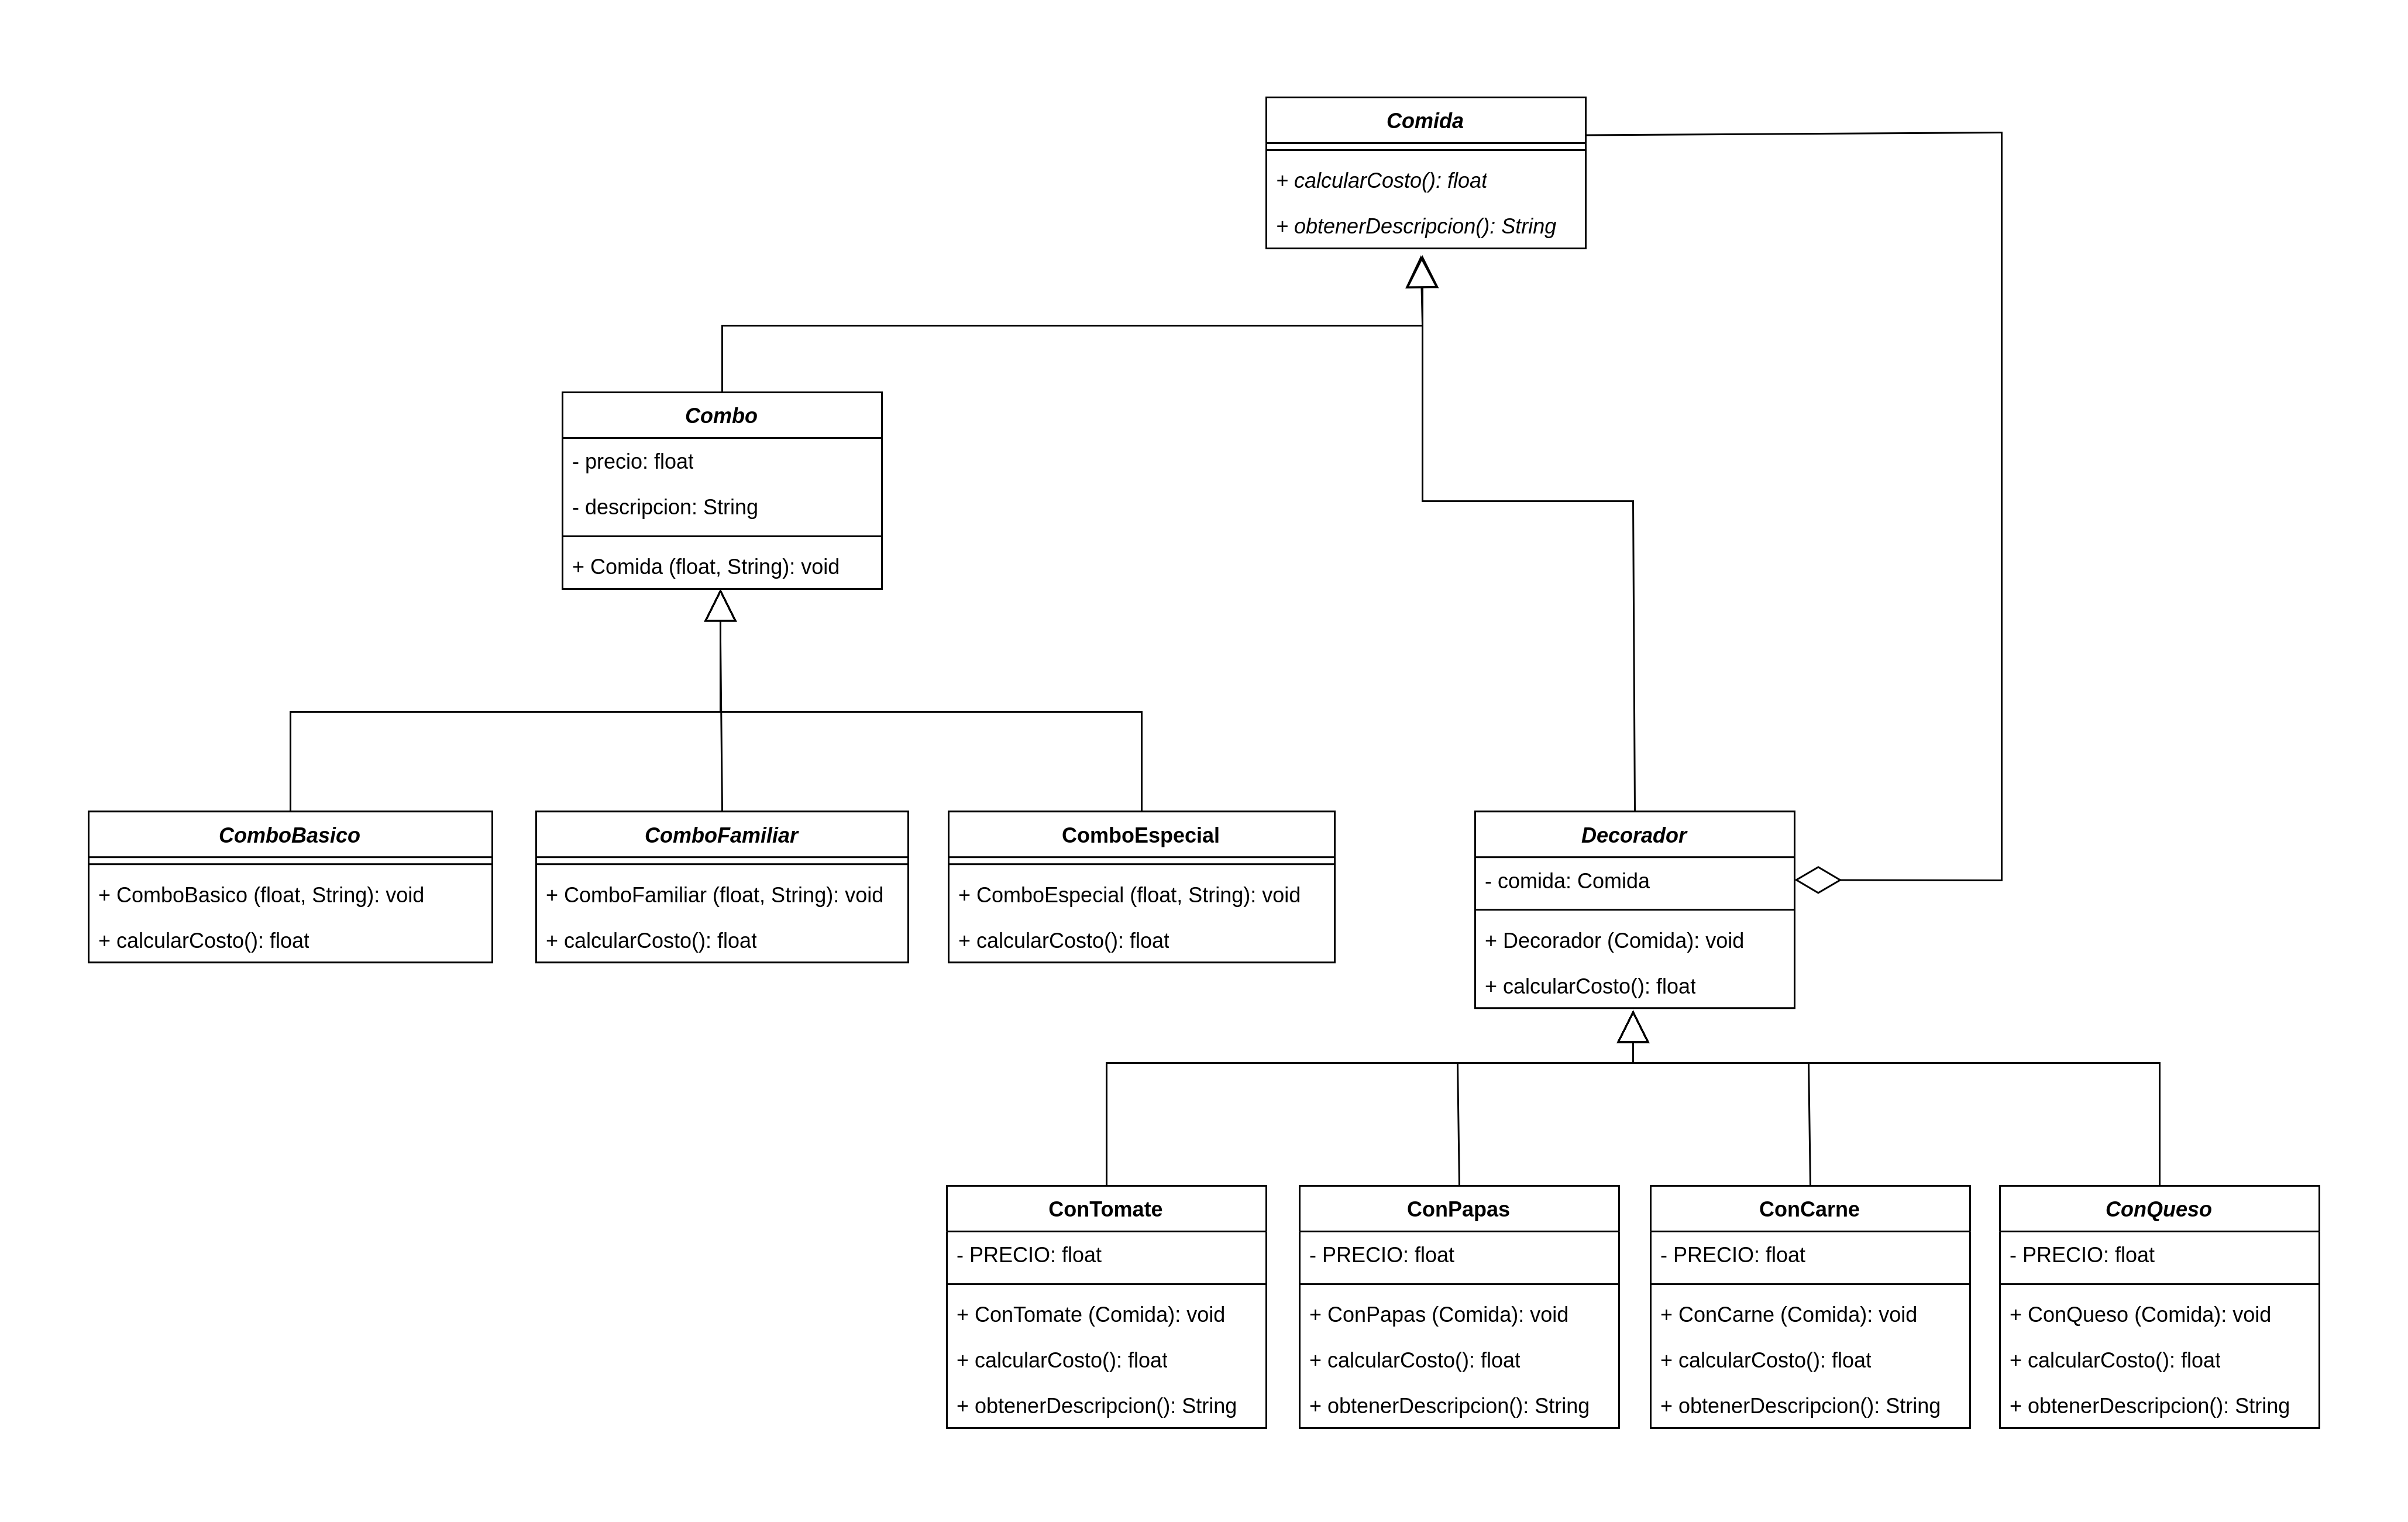 Comida
+ calcularCosto(): float
+ obtenerDescripcion(): String
Combo
- precio: float
- descripcion: String
+ Comida (float, String): void
ComboBasico
+ ComboBasico (float, String): void
+ calcularCosto(): float
ComboFamiliar
+ ComboFamiliar (float, String): void
+ calcularCosto(): float
ComboEspecial
+ ComboEspecial (float, String): void
+ calcularCosto(): float
Decorador
- comida: Comida
+ Decorador (Comida): void
+ calcularCosto(): float
ConTomate
- PRECIO: float
+ ConTomate (Comida): void
+ calcularCosto(): float
+ obtenerDescripcion(): String
ConPapas
- PRECIO: float
+ ConPapas (Comida): void
+ calcularCosto(): float
+ obtenerDescripcion(): String
ConCarne
- PRECIO: float
+ ConCarne (Comida): void
+ calcularCosto(): float
+ obtenerDescripcion(): String
ConQueso
- PRECIO: float
+ ConQueso (Comida): void
+ calcularCosto(): float
+ obtenerDescripcion(): String